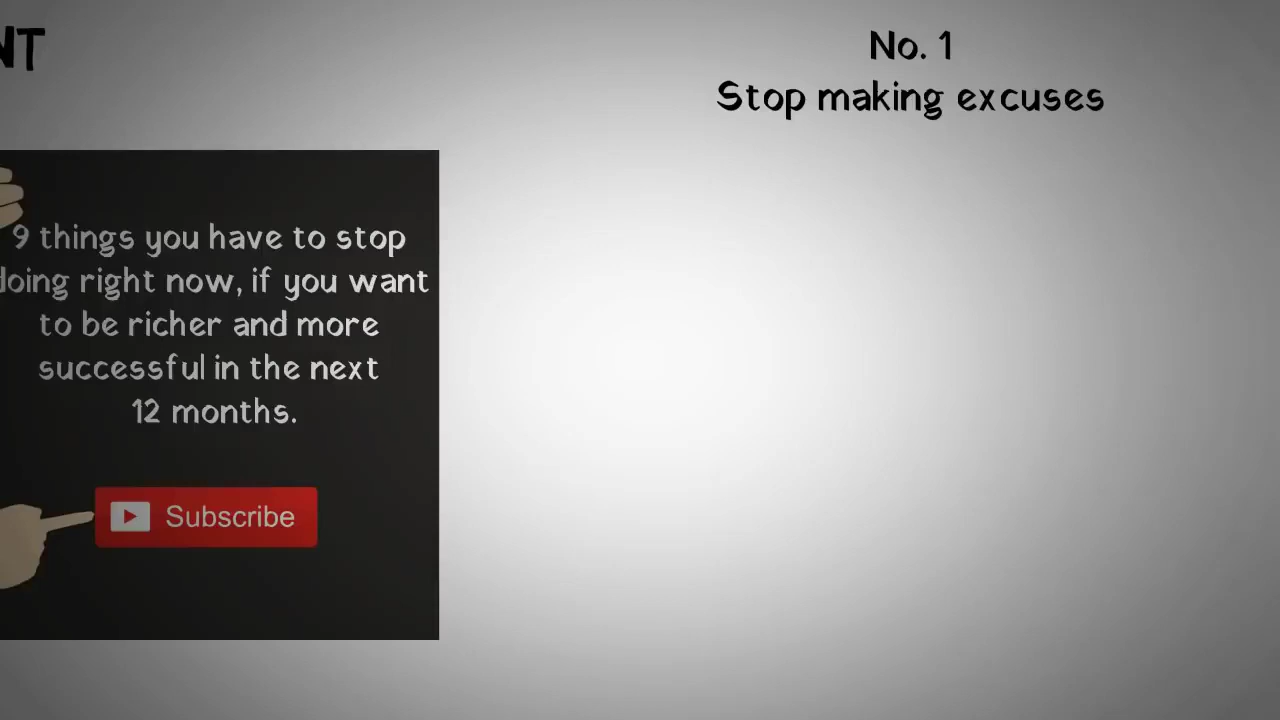 NT
No. 1
Stop making excuses
9 things you have to stop
doing right now, if you want
to be richer and more
successful in the next
12 months.
Subscribe